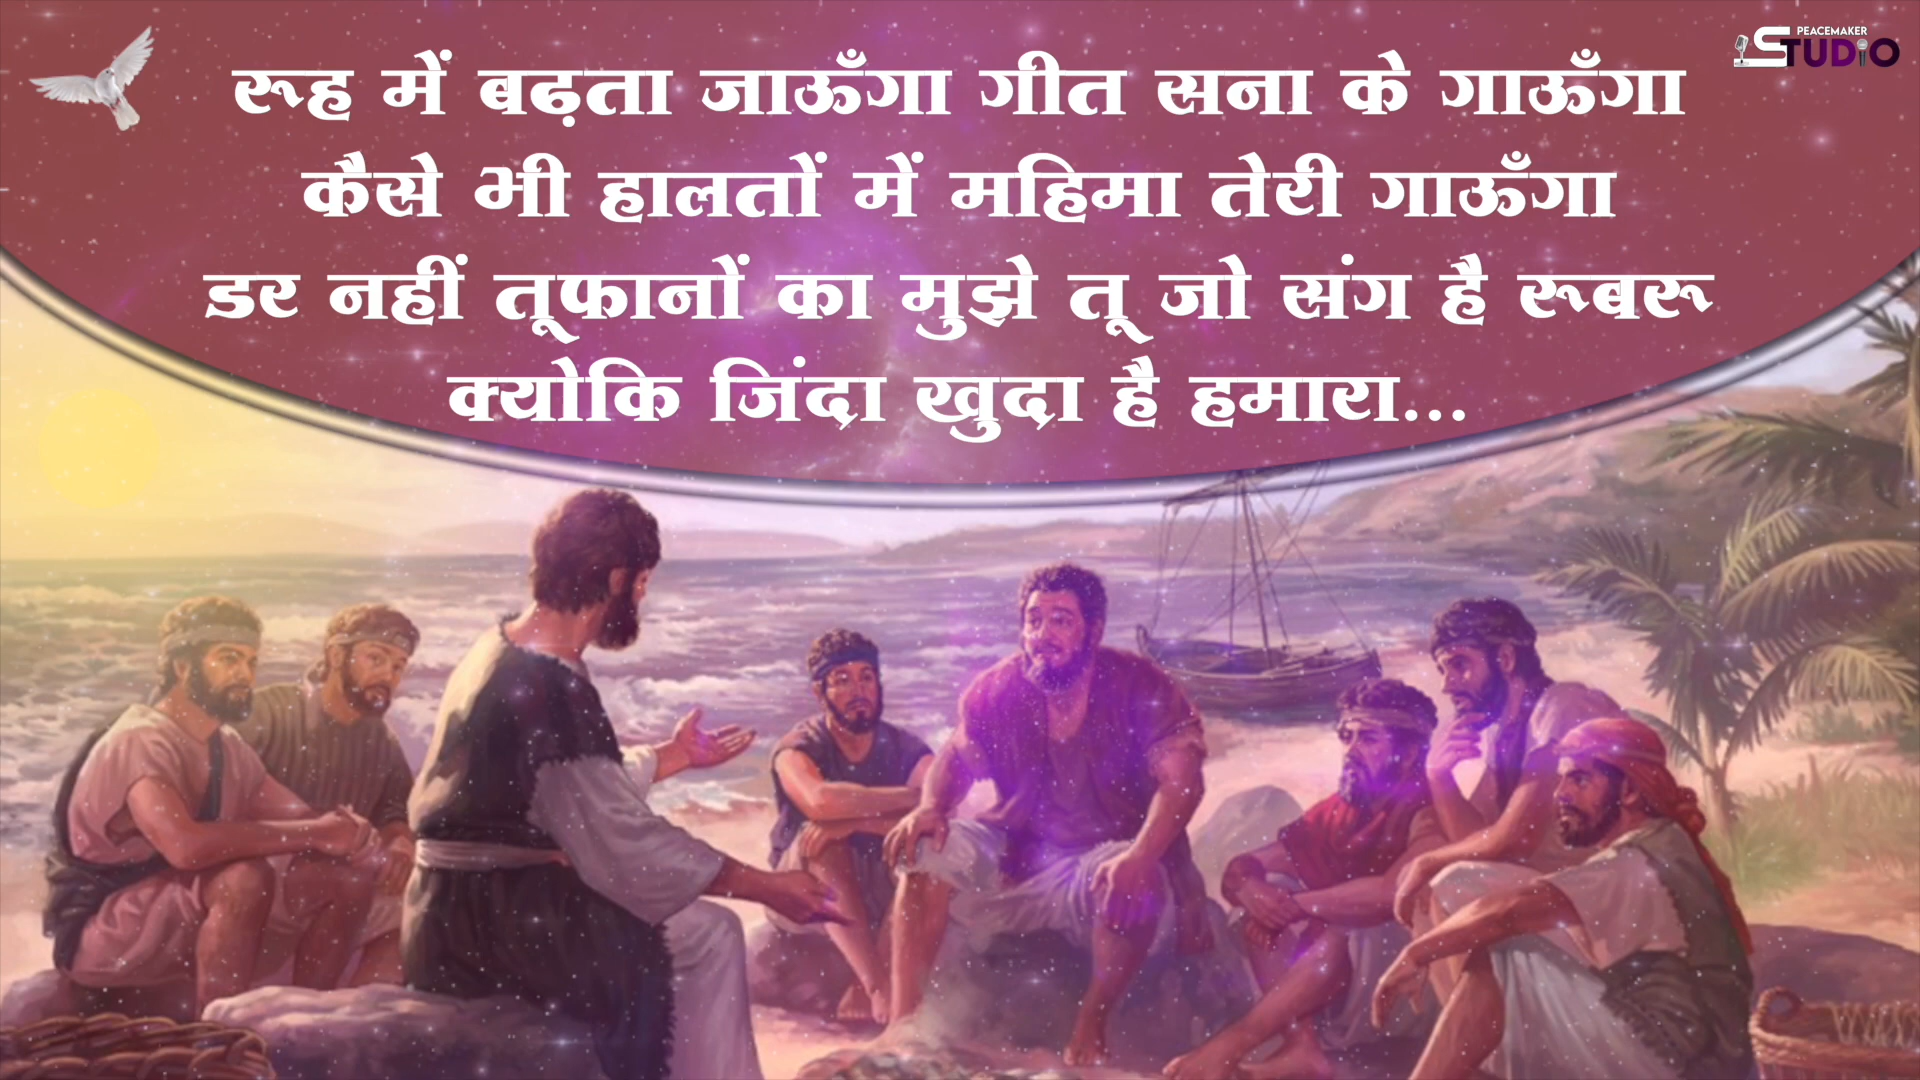 रूह में बढ़ता जाऊँगा गीत सना के गाऊँगा
कैसे भी हालतों में महिमा तेरी गाऊँगा
डर नहीं तूफानों का मुझे तू जो संग है रूबरू
क्योकि जिंदा खुदा है हमारा...
PEACEMAKER
STUDIO